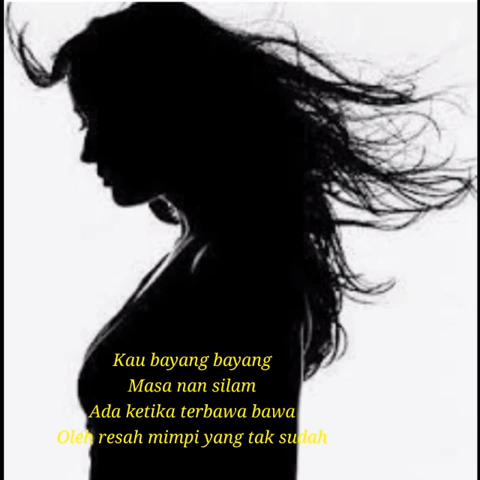 Kau bayang bayang
Masa nan silam
Ada ketika terbawa bawa
Oleh resah mimpi yang tak sudah